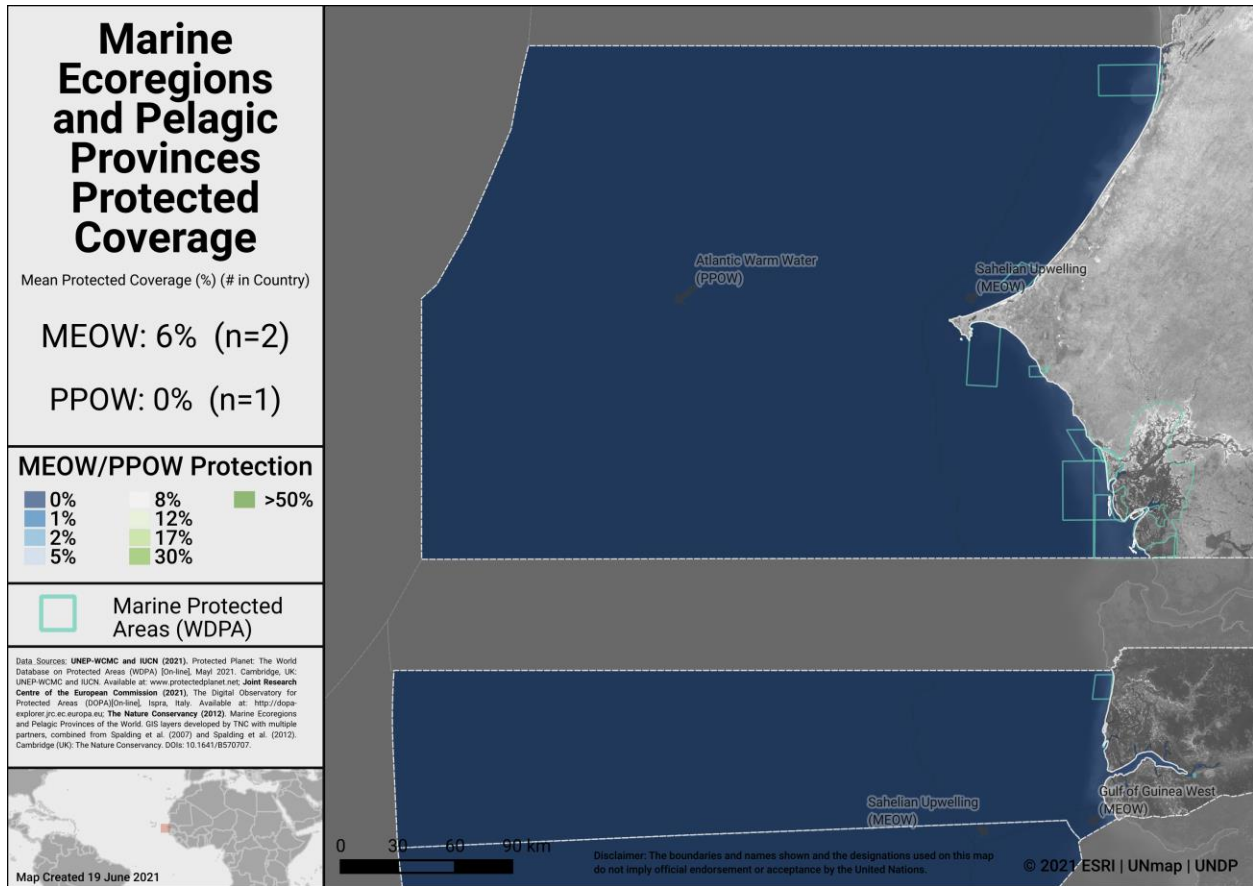 Marine
Ecoregions
and Pelagic
Provinces
Protected
Coverage
Mean Protected Coverage (%) (# in Country)
MEOW: 6% (n=2)
PPOW: 0% (n=1)
MEOW/PPOW Protection
0%
1%
2%
5%
8%
12%
17%
30%
>50%
Marine Protected
Areas (WDPA)
Data Sources: UNEP-WCMC and IUCN (2021). Protected Planet: The World
Database on Protected Areas (WDPA) [On-line], Mayl 2021. Cambridge, UK:
UNEP-WCMC and IUCN. Available at: www.protectedplanet.net; Joint Research
Centre of the European Commission (2021), The Digital Observatory for
Protected Areas (DOPA)[On-line], Ispra, Italy. Available at: http://dopa-
explorer.jrc.ec.europa.eu; The Nature Conservancy (2012). Marine Ecoregions
and Pelagic Provinces of the World. GIS layers developed by TNC with multiple
partners, combined from Spalding et al. (2007) and Spalding et al. (2012).
Cambridge (UK): The Nature Conservancy. DOIs: 10.1641/B570707.
Map Created 19 June 2021
Atlantic Warm Water
(PPOW)
Sahelian Upwelling
(MEOW)
Gulf of Guinea West
(MEOW)
Sahelian Upwelling
(MEOW)
0 30 60 90 km
Disclaimer: The boundaries and names shown and the designations used on this map
do not imply official endorsement or acceptance by the United Nations.
© 2021 ESRI | UNmap | UNDP